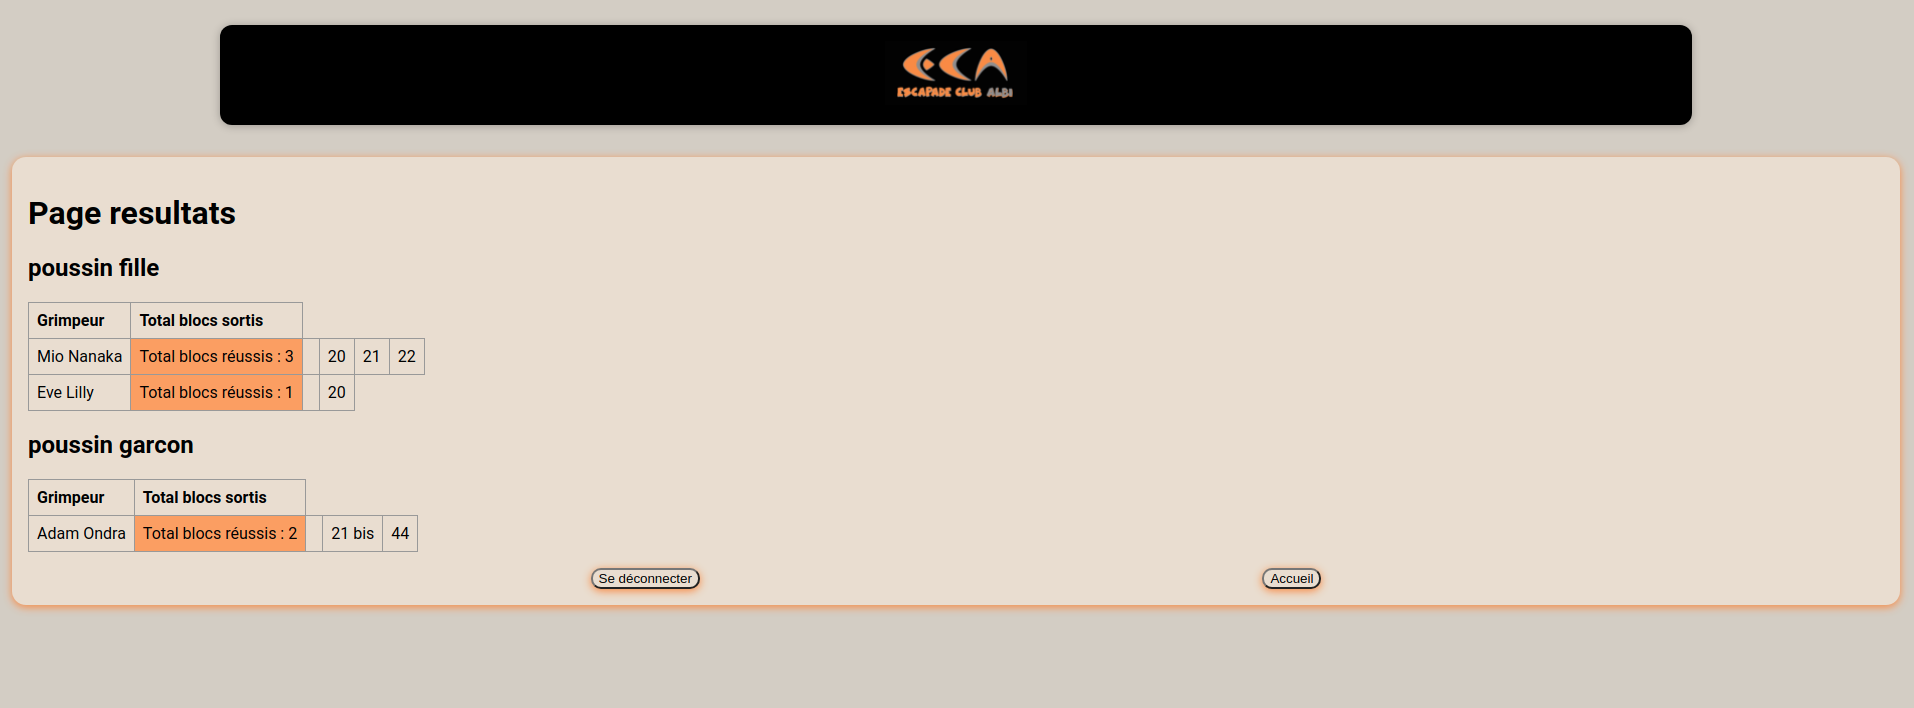 ESCAPADE CLUB ALBI
Page resultats
poussin fille
Grimpeur Total blocs sortis
Mio Nanaka Total blocs réussis : 3 20 21 22
Eve Lilly Total blocs réussis : 1 20
poussin garcon
Grimpeur Total blocs sortis
Adam Ondra Total blocs réussis : 2 21 bis 44
Se déconnecter Accueil